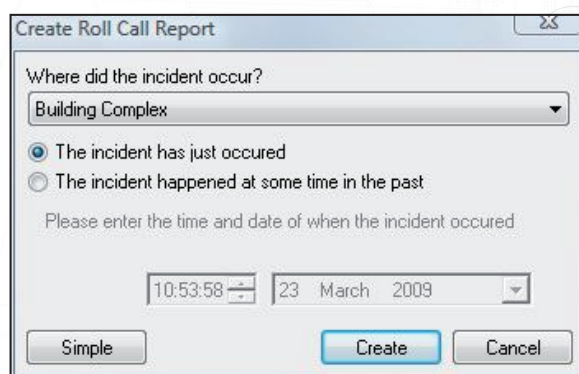 Create Roll Call Report
Where did the incident occur?
Building Complex
The incident has just occured
The incident happened at some time in the past
Please enter the time and date of when the incident occured
10:53:58 23 March 2009
Simple Create Cancel